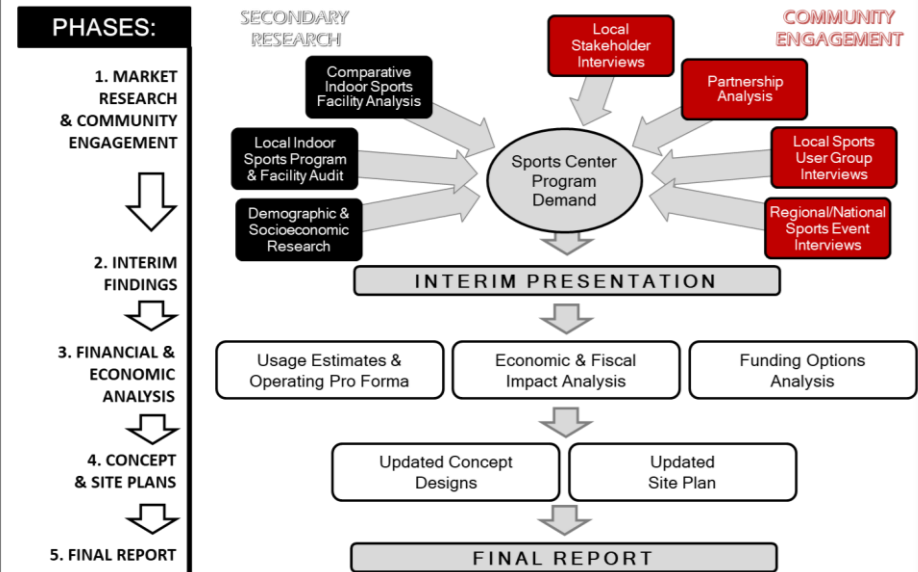 PHASES:
1. MARKET
RESEARCH
& COMMUNITY
ENGAGEMENT
2. INTERIM
FINDINGS
3. FINANCIAL &
ECONOMIC
ANALYSIS
4. CONCEPT
& SITE PLANS
5. FINAL REPORT
SECONDARY
RESEARCH
COMMUNITY
ENGAGEMENT
Comparative
Indoor Sports
Facility Analysis
Local Indoor
Sports Program
& Facility Audit
Demographic &
Socioeconomic
Research
Local
Stakeholder
Interviews
Partnership
Analysis
Local Sports
User Group
Interviews
Regional/National
Sports Event
Interviews
Sports Center
Program
Demand
INTERIM PRESENTATION
Usage Estimates &
Operating Pro Forma
Economic & Fiscal
Impact Analysis
Funding Options
Analysis
Updated Concept
Designs
Updated
Site Plan
FINAL REPORT